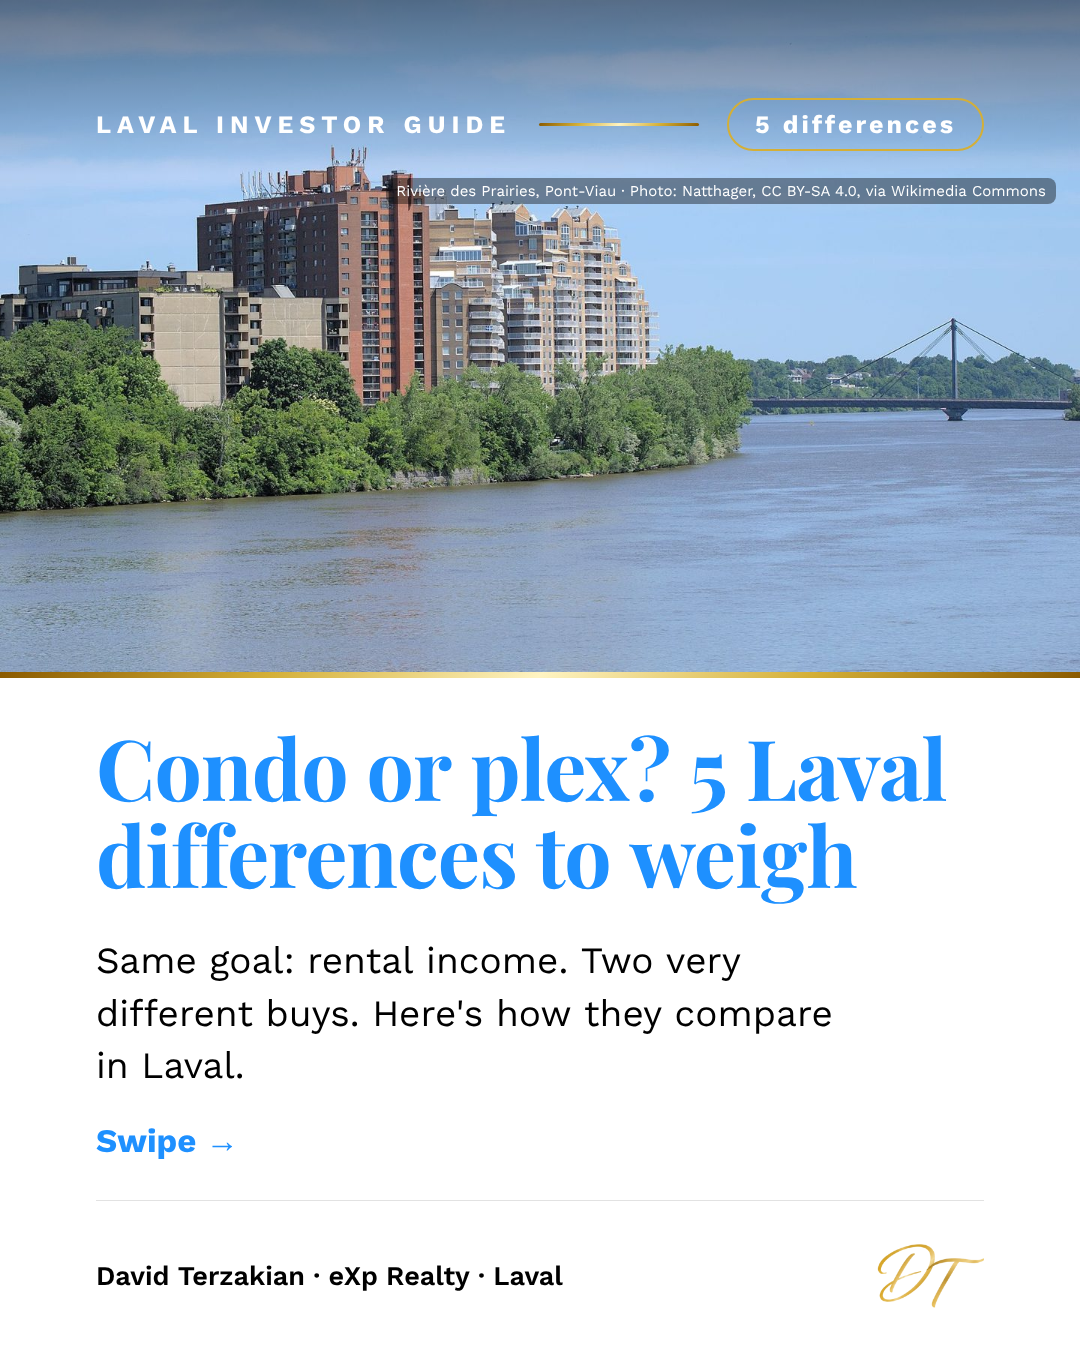 LAVAL INVESTOR GUIDE
5 differences
Rivière des Prairies, Pont-Viau · Photo: Natthager, CC BY-SA 4.0, via Wikimedia Commons
Condo or plex? 5 Laval
differences to weigh
Same goal: rental income. Two very
different buys. Here's how they compare
in Laval.
Swipe →
David Terzakian · eXp Realty · Laval
DT